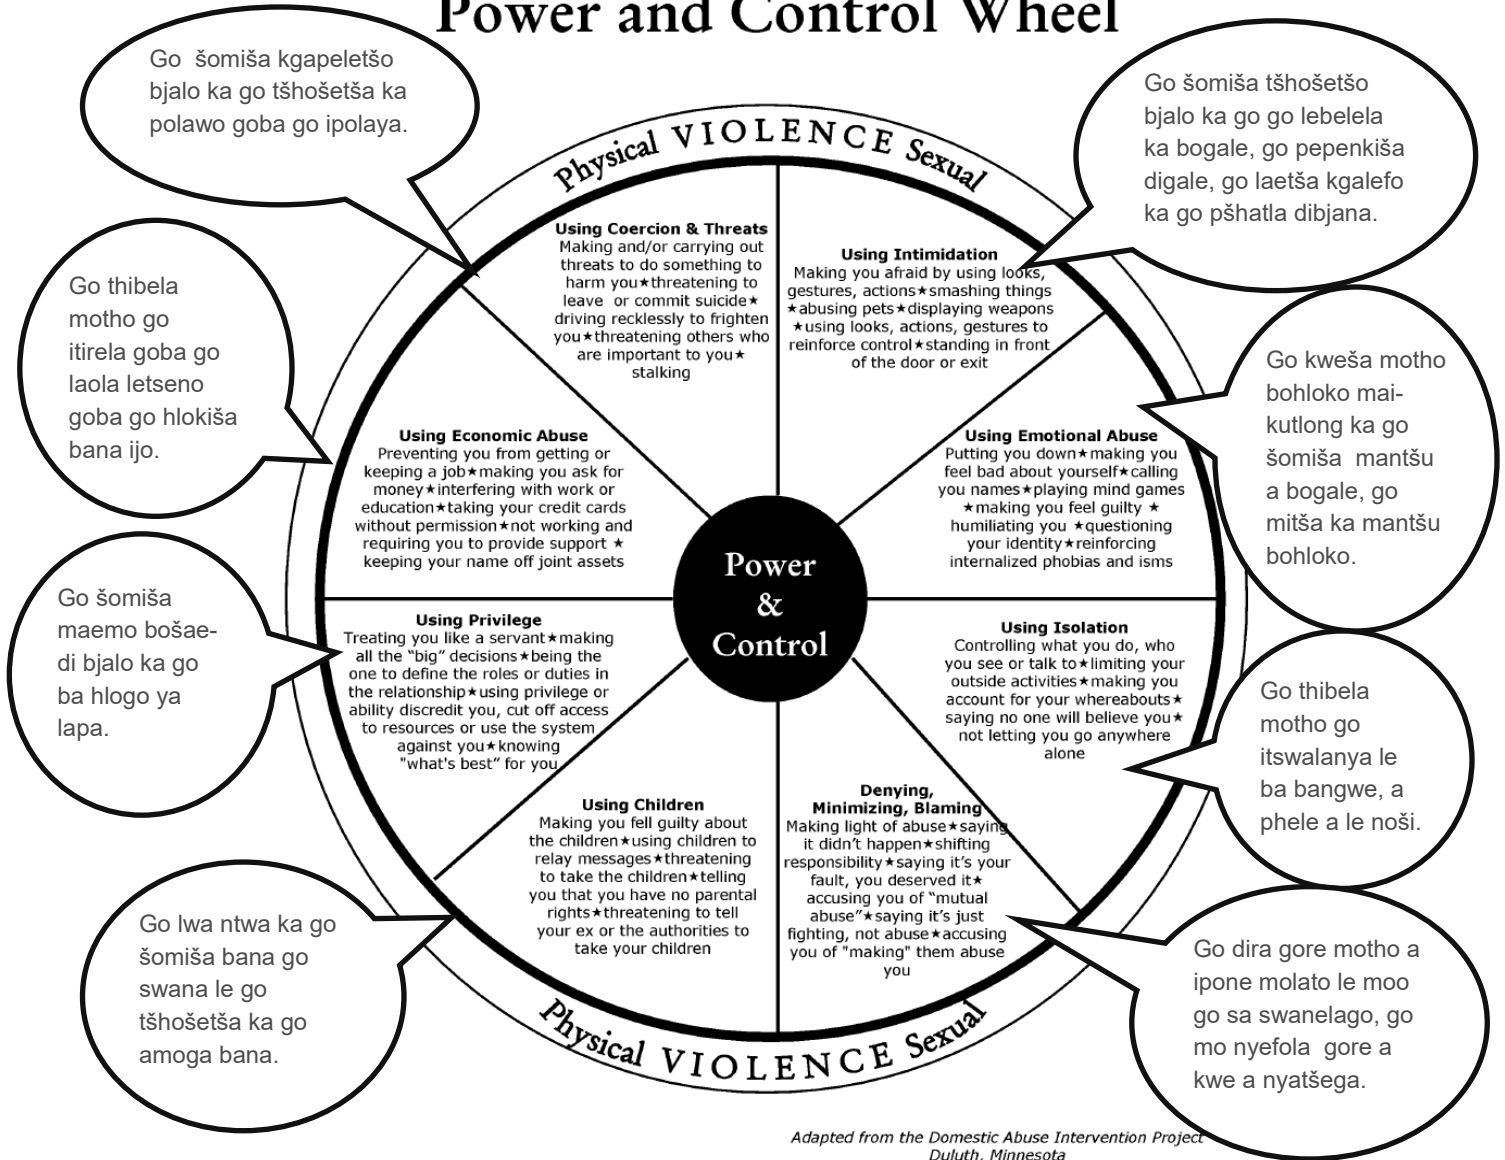 Power and Control Wheel
Go šomiša kgapeletšo
bjalo ka go tšhošetša ka
polawo goba go ipolaya.
Go šomiša tšhošetšo
bjalo ka go go lebelela
ka bogale, go pepenkiša
digale, go laetša kgalefo
ka go pšhatla dibjana.
Physical VIOLENCE Sexual
Using Coercion & Threats
Making and/or carrying out
threats to do something to
harm you★threatening to
leave or commit suicide★
driving recklessly to frighten
you★threatening others who
are important to you★
stalking
Using Intimidation
Making you afraid by using looks,
gestures, actions★smashing things
★abusing pets★displaying weapons
★using looks, actions, gestures to
reinforce control★standing in front
of the door or exit
Go thibela
motho go
itirela goba go
laola letseno
goba go hlokiša
bana ijo.
Go kweša motho
bohloko mai-
kutlong ka go
šomiša mantšu
a bogale, go
mitša ka mantšu
bohloko.
Using Economic Abuse
Preventing you from getting or
keeping a job★making you ask for
money★interfering with work or
education★taking your credit cards
without permission★not working and
requiring you to provide support ★
keeping your name off joint assets
Using Emotional Abuse
Putting you down★making you
feel bad about yourself★calling
you names★playing mind games
★making you feel guilty ★
humiliating you ★questioning
your identity★reinforcing
internalized phobias and isms
Power
&
Control
Go šomiša
maemo bošae-
di bjalo ka go
ba hlogo ya
lapa.
Using Privilege
Treating you like a servant★making
all the “big” decisions★being the
one to define the roles or duties in
the relationship★using privilege or
ability discredit you, cut off access
to resources or use the system
against you★knowing
"what's best” for you
Using Isolation
Controlling what you do, who
you see or talk to★limiting your
outside activities★making you
account for your whereabouts★
saying no one will believe you★
not letting you go anywhere
alone
Go thibela
motho go
itswalanya le
ba bangwe, a
phele a le noši.
Using Children
Making you fell guilty about
the children★using children to
relay messages★threatening
to take the children★telling
you that you have no parental
rights★threatening to tell
your ex or the authorities to
take your children
Denying,
Minimizing, Blaming
Making light of abuse★saying
it didn’t happen★shifting
responsibility★saying it’s your
fault, you deserved it★
accusing you of “mutual
abuse”★saying it’s just
fighting, not abuse★accusing
you of "making" them abuse
you
Go lwa ntwa ka go
šomiša bana go
swana le go
tšhošetša ka go
amoga bana.
Go dira gore motho a
ipone molato le moo
go sa swanelago, go
mo nyefola gore a
kwe a nyatšega.
Physical VIOLENCE Sexual
Adapted from the Domestic Abuse Intervention Project
Duluth, Minnesota